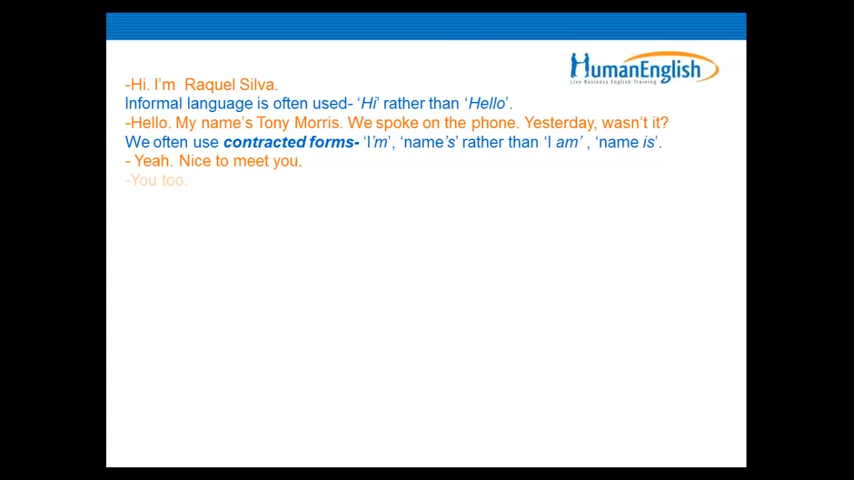 HumanEnglish
Live Business English Training
-Hi. I'm  Raquel Silva.
Informal language is often used- 'Hi' rather than 'Hello'.
-Hello. My name's Tony Morris. We spoke on the phone. Yesterday, wasn't it?
We often use contracted forms- 'I'm', 'name's' rather than 'I am' , 'name is'.
- Yeah. Nice to meet you.
-You too.